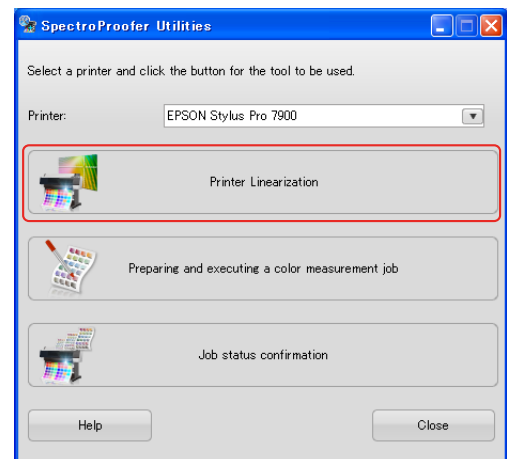 SpectroProofer Utilities
Select a printer and click the button for the tool to be used.
Printer: EPSON Stylus Pro 7900
Printer Linearization
Preparing and executing a color measurement job
Job status confirmation
Help Close